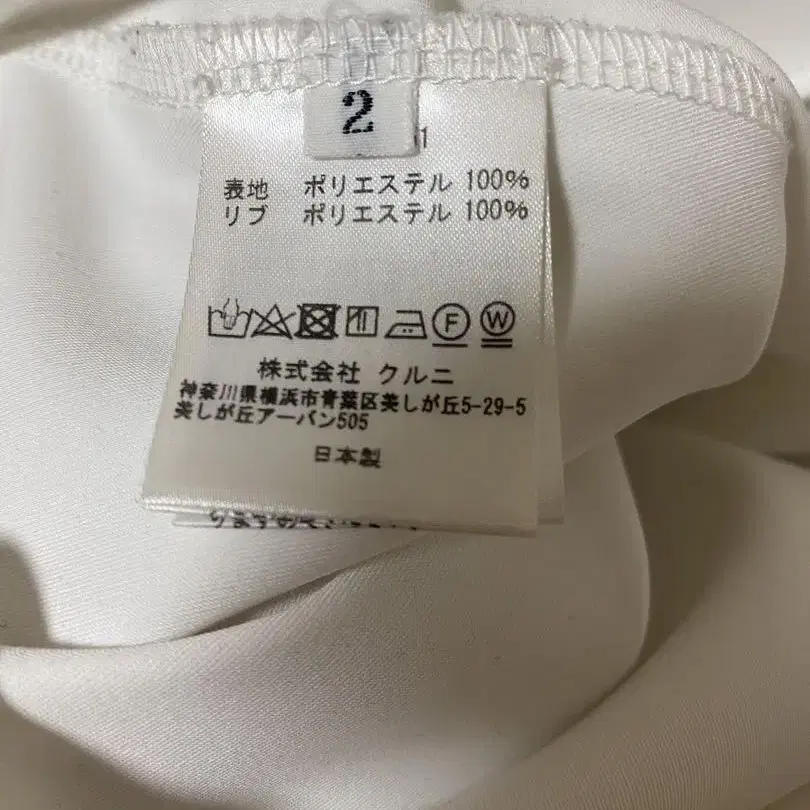 2
1
表地 ポリエステル 100%
リブ ポリエステル 100%
F W
株式会社 クルニ
神奈川県横浜市青葉区美しが丘5-29-5
美しが丘アーバン505
日本製